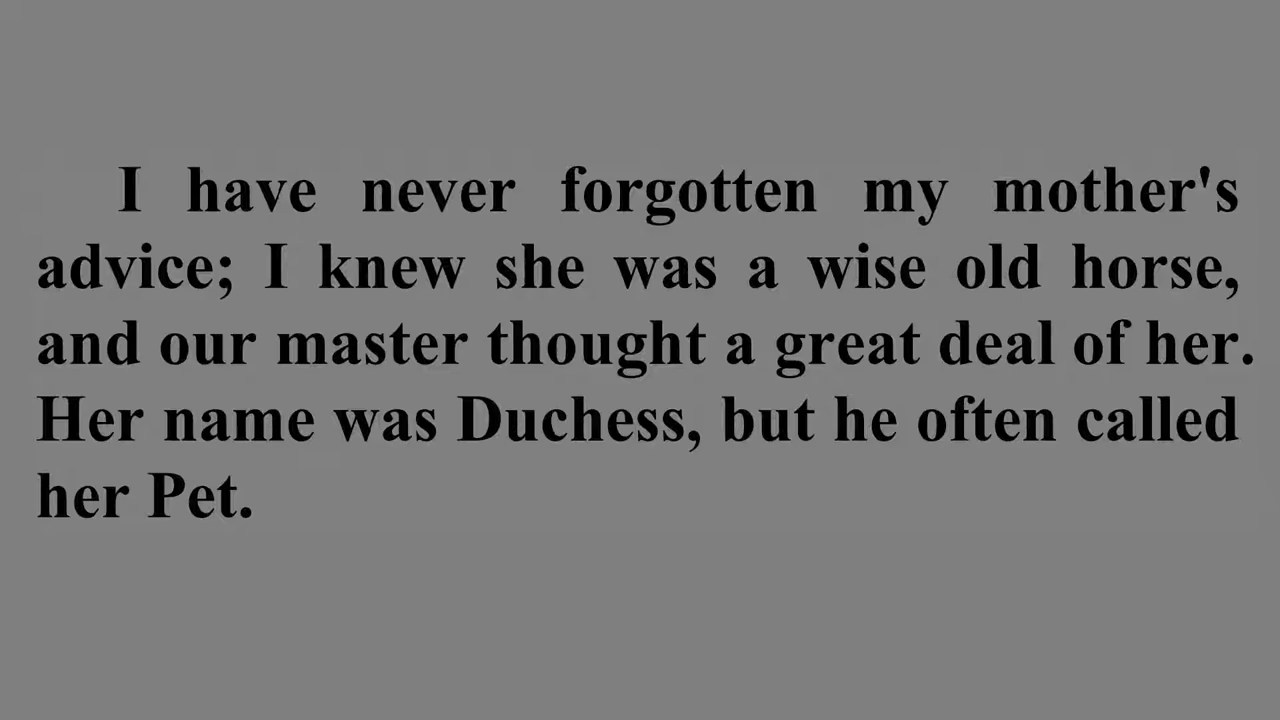 I have never forgotten my mother's
advice; I knew she was a wise old horse,
and our master thought a great deal of her.
Her name was Duchess, but he often called
her Pet.